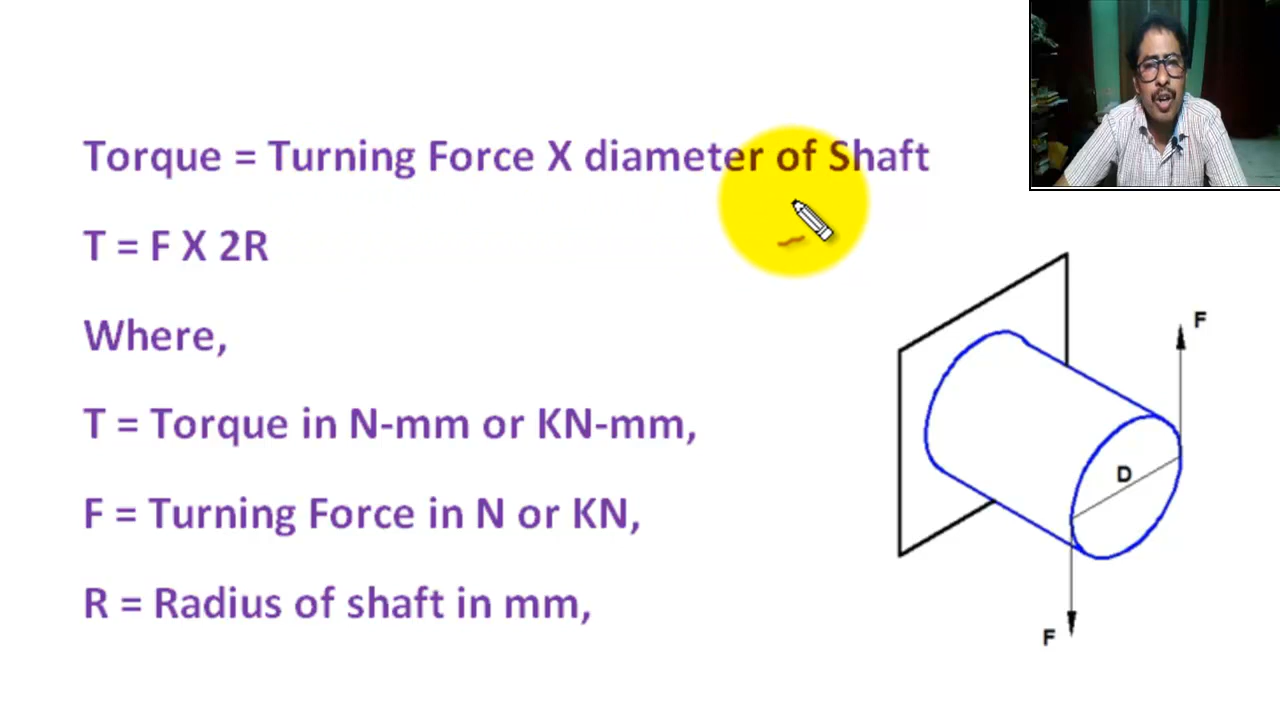 Torque = Turning Force X diameter of Shaft
T = F X 2R
Where,
T = Torque in N-mm or KN-mm,
F = Turning Force in N or KN,
R = Radius of shaft in mm,
F
D
F